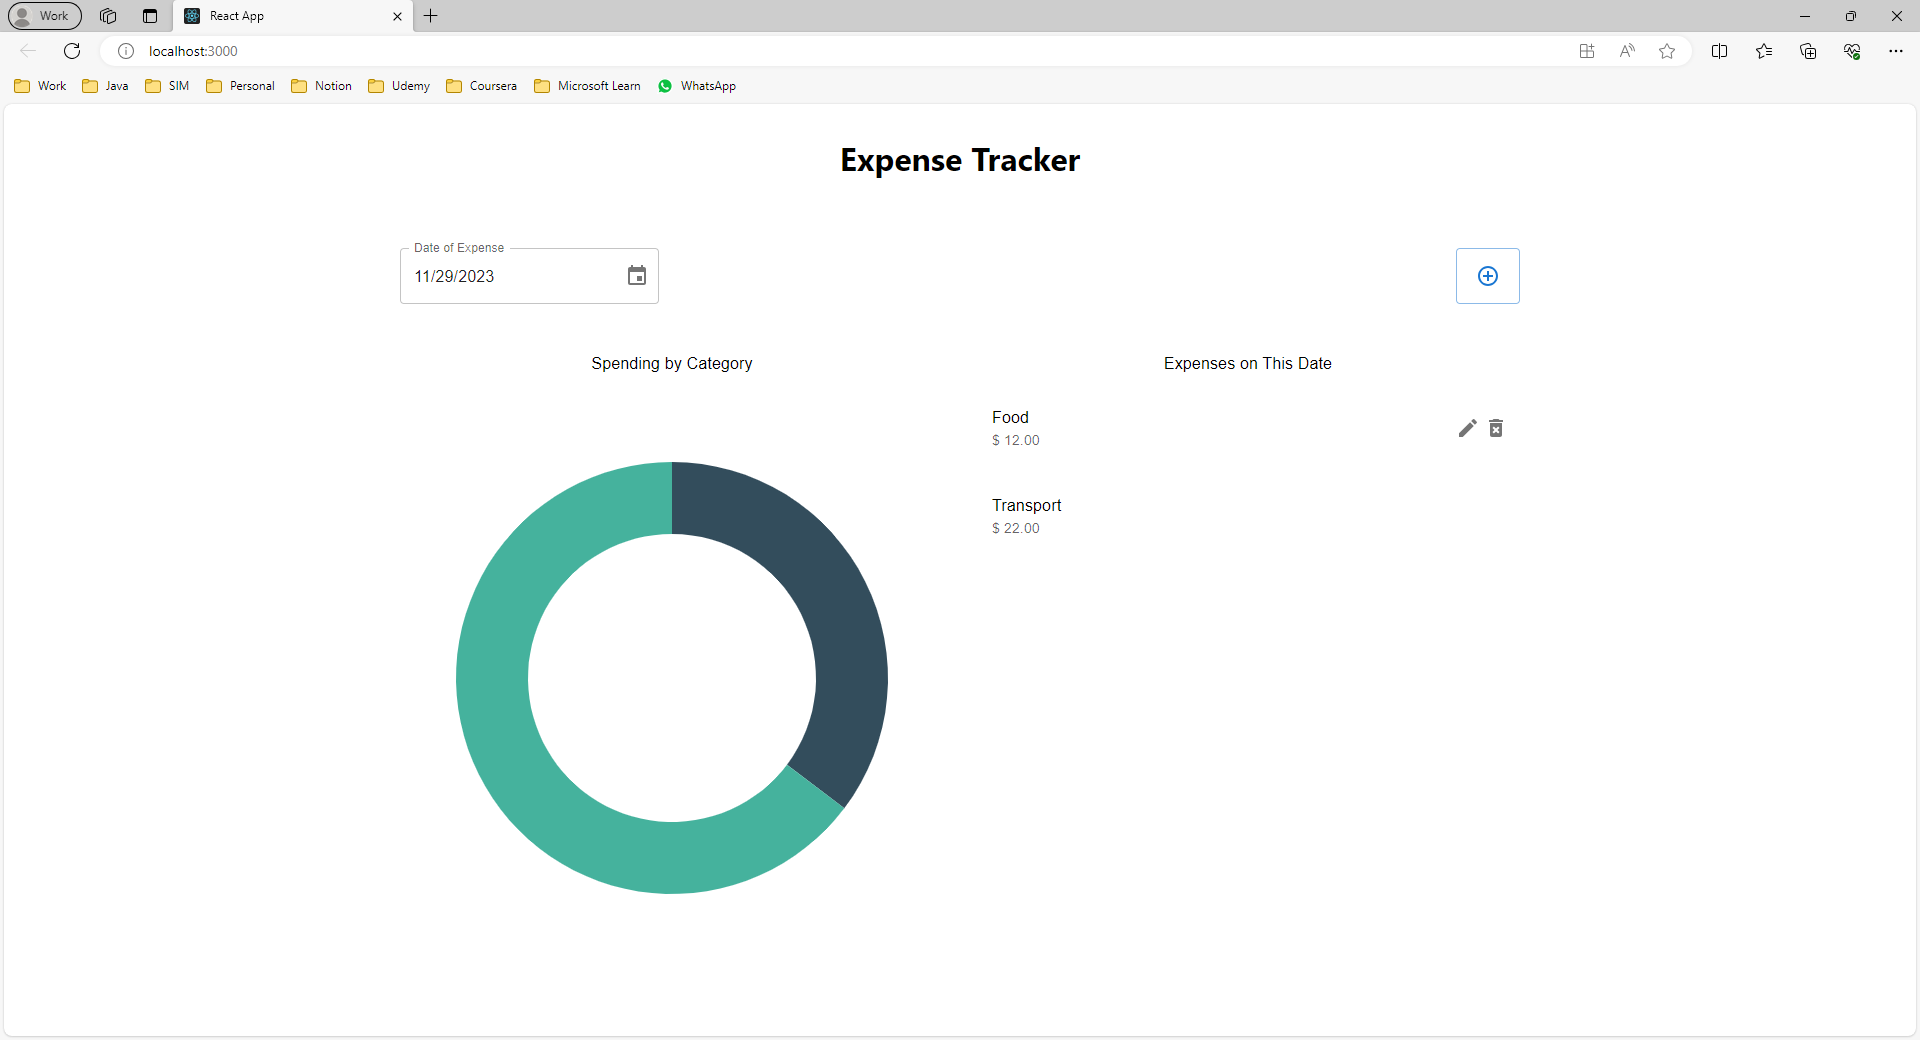 Work
React App
localhost:3000
Work
Java
SIM
Personal
Notion
Udemy
Coursera
Microsoft Learn
WhatsApp
Expense Tracker
Date of Expense
11/29/2023
Spending by Category
Expenses on This Date
Food
$ 12.00
Transport
$ 22.00